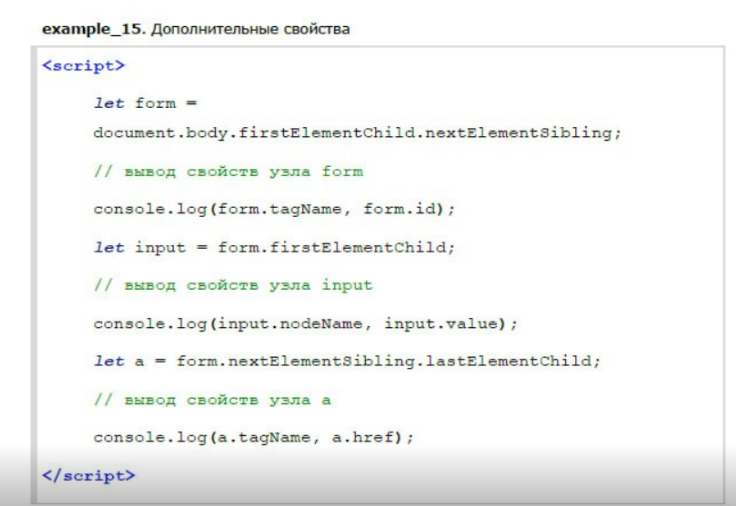 example_15. Дополнительные свойства
<script>
let form =
document.body.firstElementChild.nextElementSibling;
// вывод свойств узла form
console.log(form.tagName, form.id);
let input = form.firstElementChild;
// вывод свойств узла input
console.log(input.nodeName, input.value);
let a = form.nextElementSibling.lastElementChild;
// вывод свойств узла a
console.log(a.tagName, a.href);
</script>